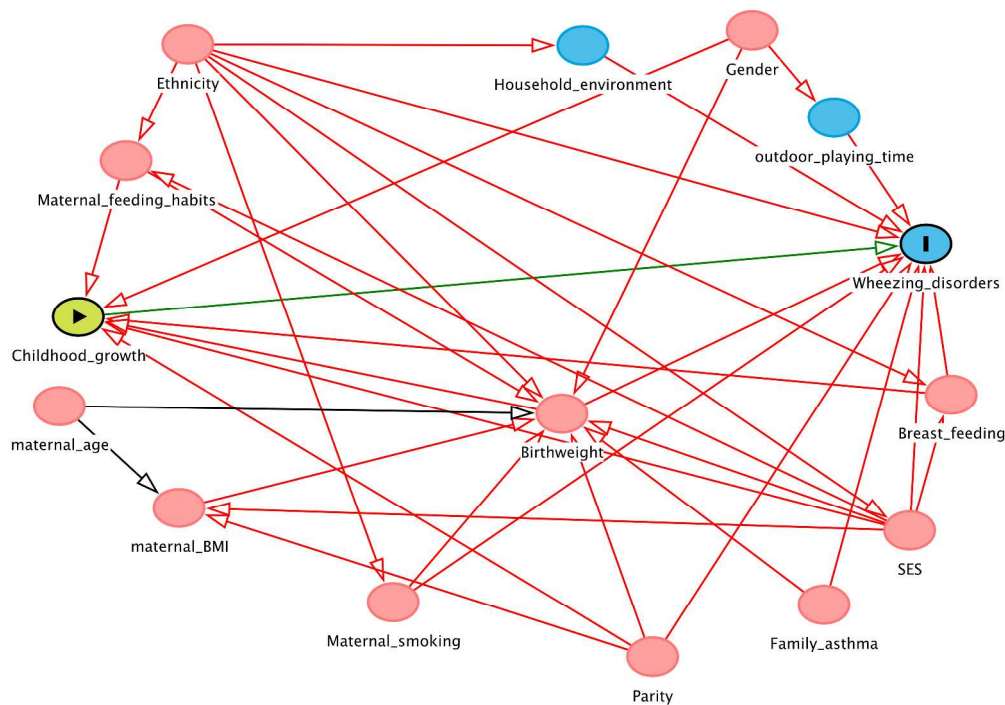 Ethnicity
Household_environment
Gender
outdoor_playing_time
Maternal_feeding_habits
Wheezing_disorders
Childhood_growth
maternal_age
Birthweight
Breast_feeding
maternal_BMI
SES
Maternal_smoking
Family_asthma
Parity